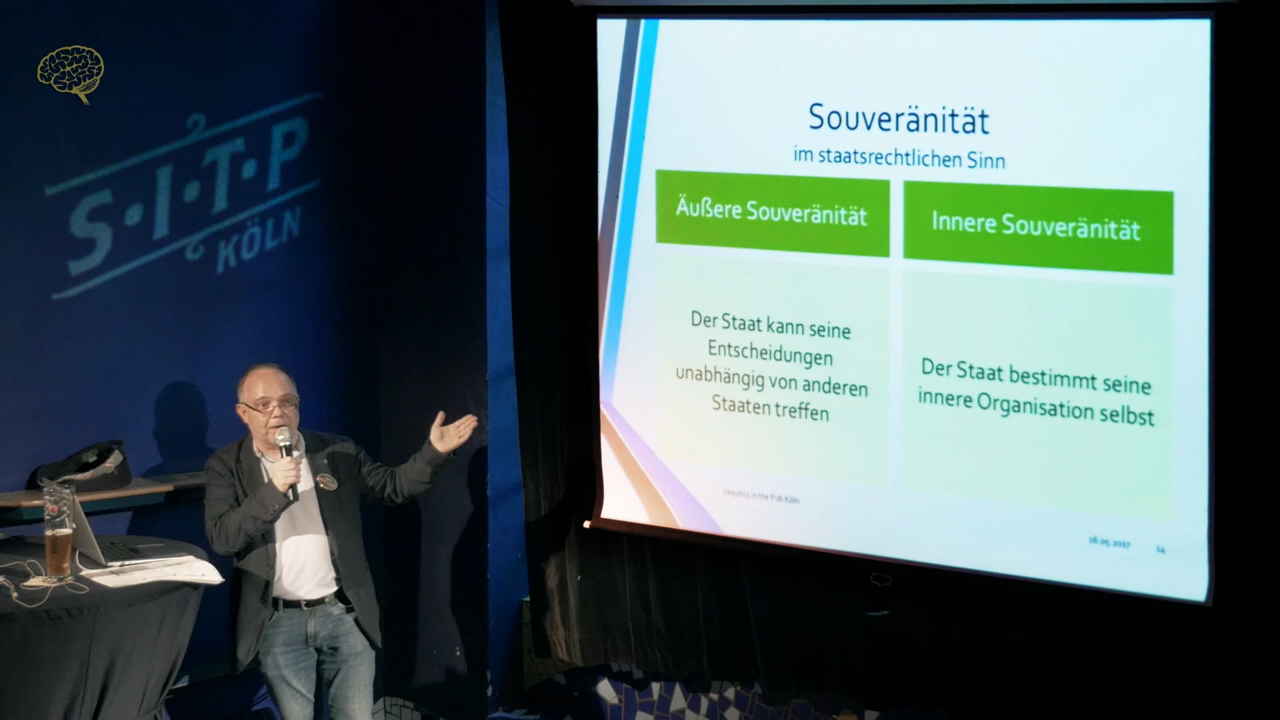 S·I·T·P
KÖLN
Souveränität
im staatsrechtlichen Sinn
Äußere Souveränität
Innere Souveränität
Der Staat kann seine
Entscheidungen
unabhängig von anderen
Staaten treffen
Der Staat bestimmt seine
innere Organisation selbst
Skeptics in the Pub Köln
16.05.2017
14